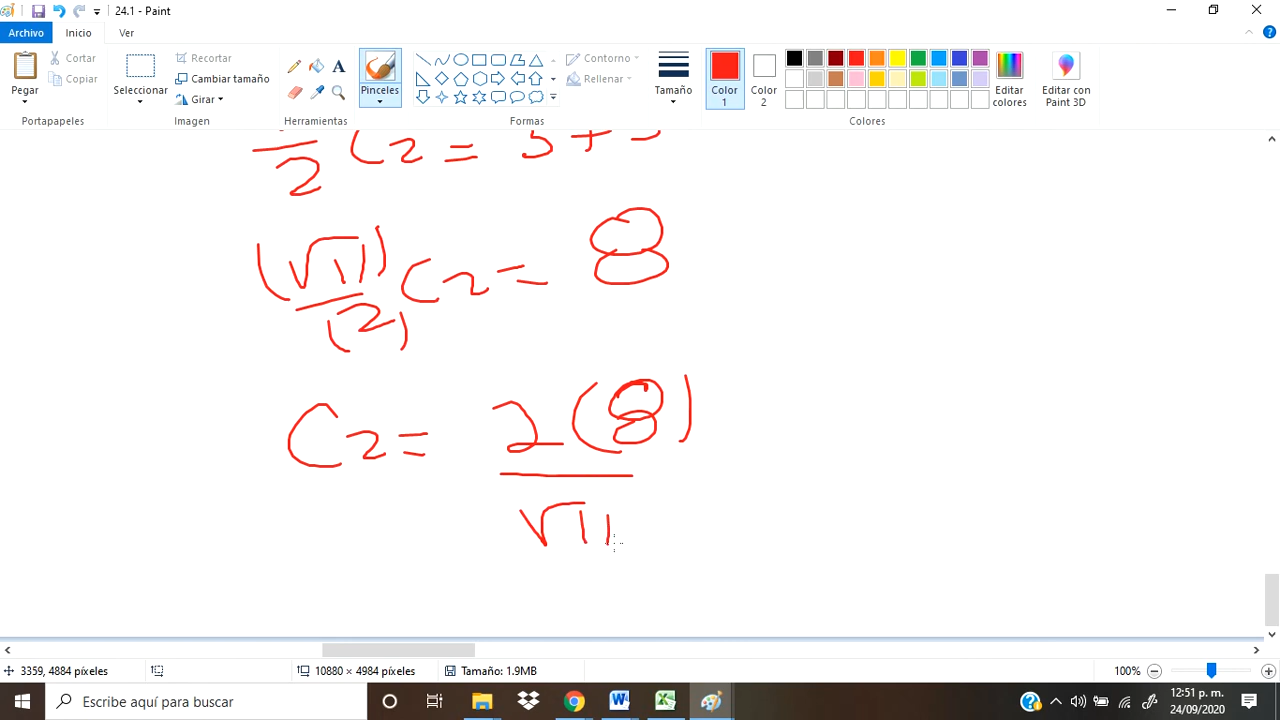 24.1 - Paint
Archivo Inicio Ver
Pegar
Cortar
Copiar
Portapapeles
Seleccionar
Recortar
Cambiar tamaño
Girar
Imagen
Herramientas
Pinceles
Contorno
Rellenar
Formas
Tamaño
Color 1
Color 2
Editar colores
Editar con Paint 3D
Colores
2 C2 =
(√11)/(2) C2 = 8
C2 = 2(8)/√11
3359, 4884 píxeles
10880 × 4984 píxeles
Tamaño: 1.9MB
100%
Escribe aquí para buscar
12:51 p. m.
24/09/2020